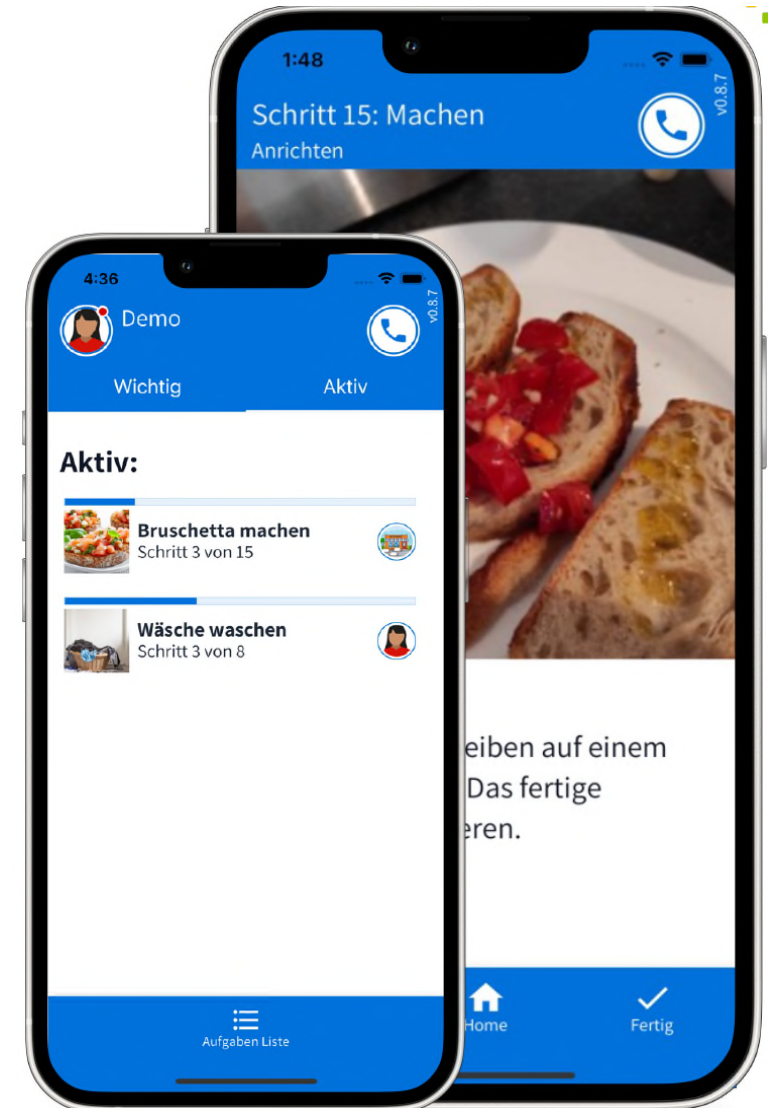 1:48
v0.8.7
Schritt 15: Machen
Anrichten
4:36
v0.8.7
Demo
Wichtig
Aktiv
Aktiv:
Bruschetta machen
Schritt 3 von 15
Wäsche waschen
Schritt 3 von 8
auf einem
Das fertige
Home
Fertig
Aufgaben Liste